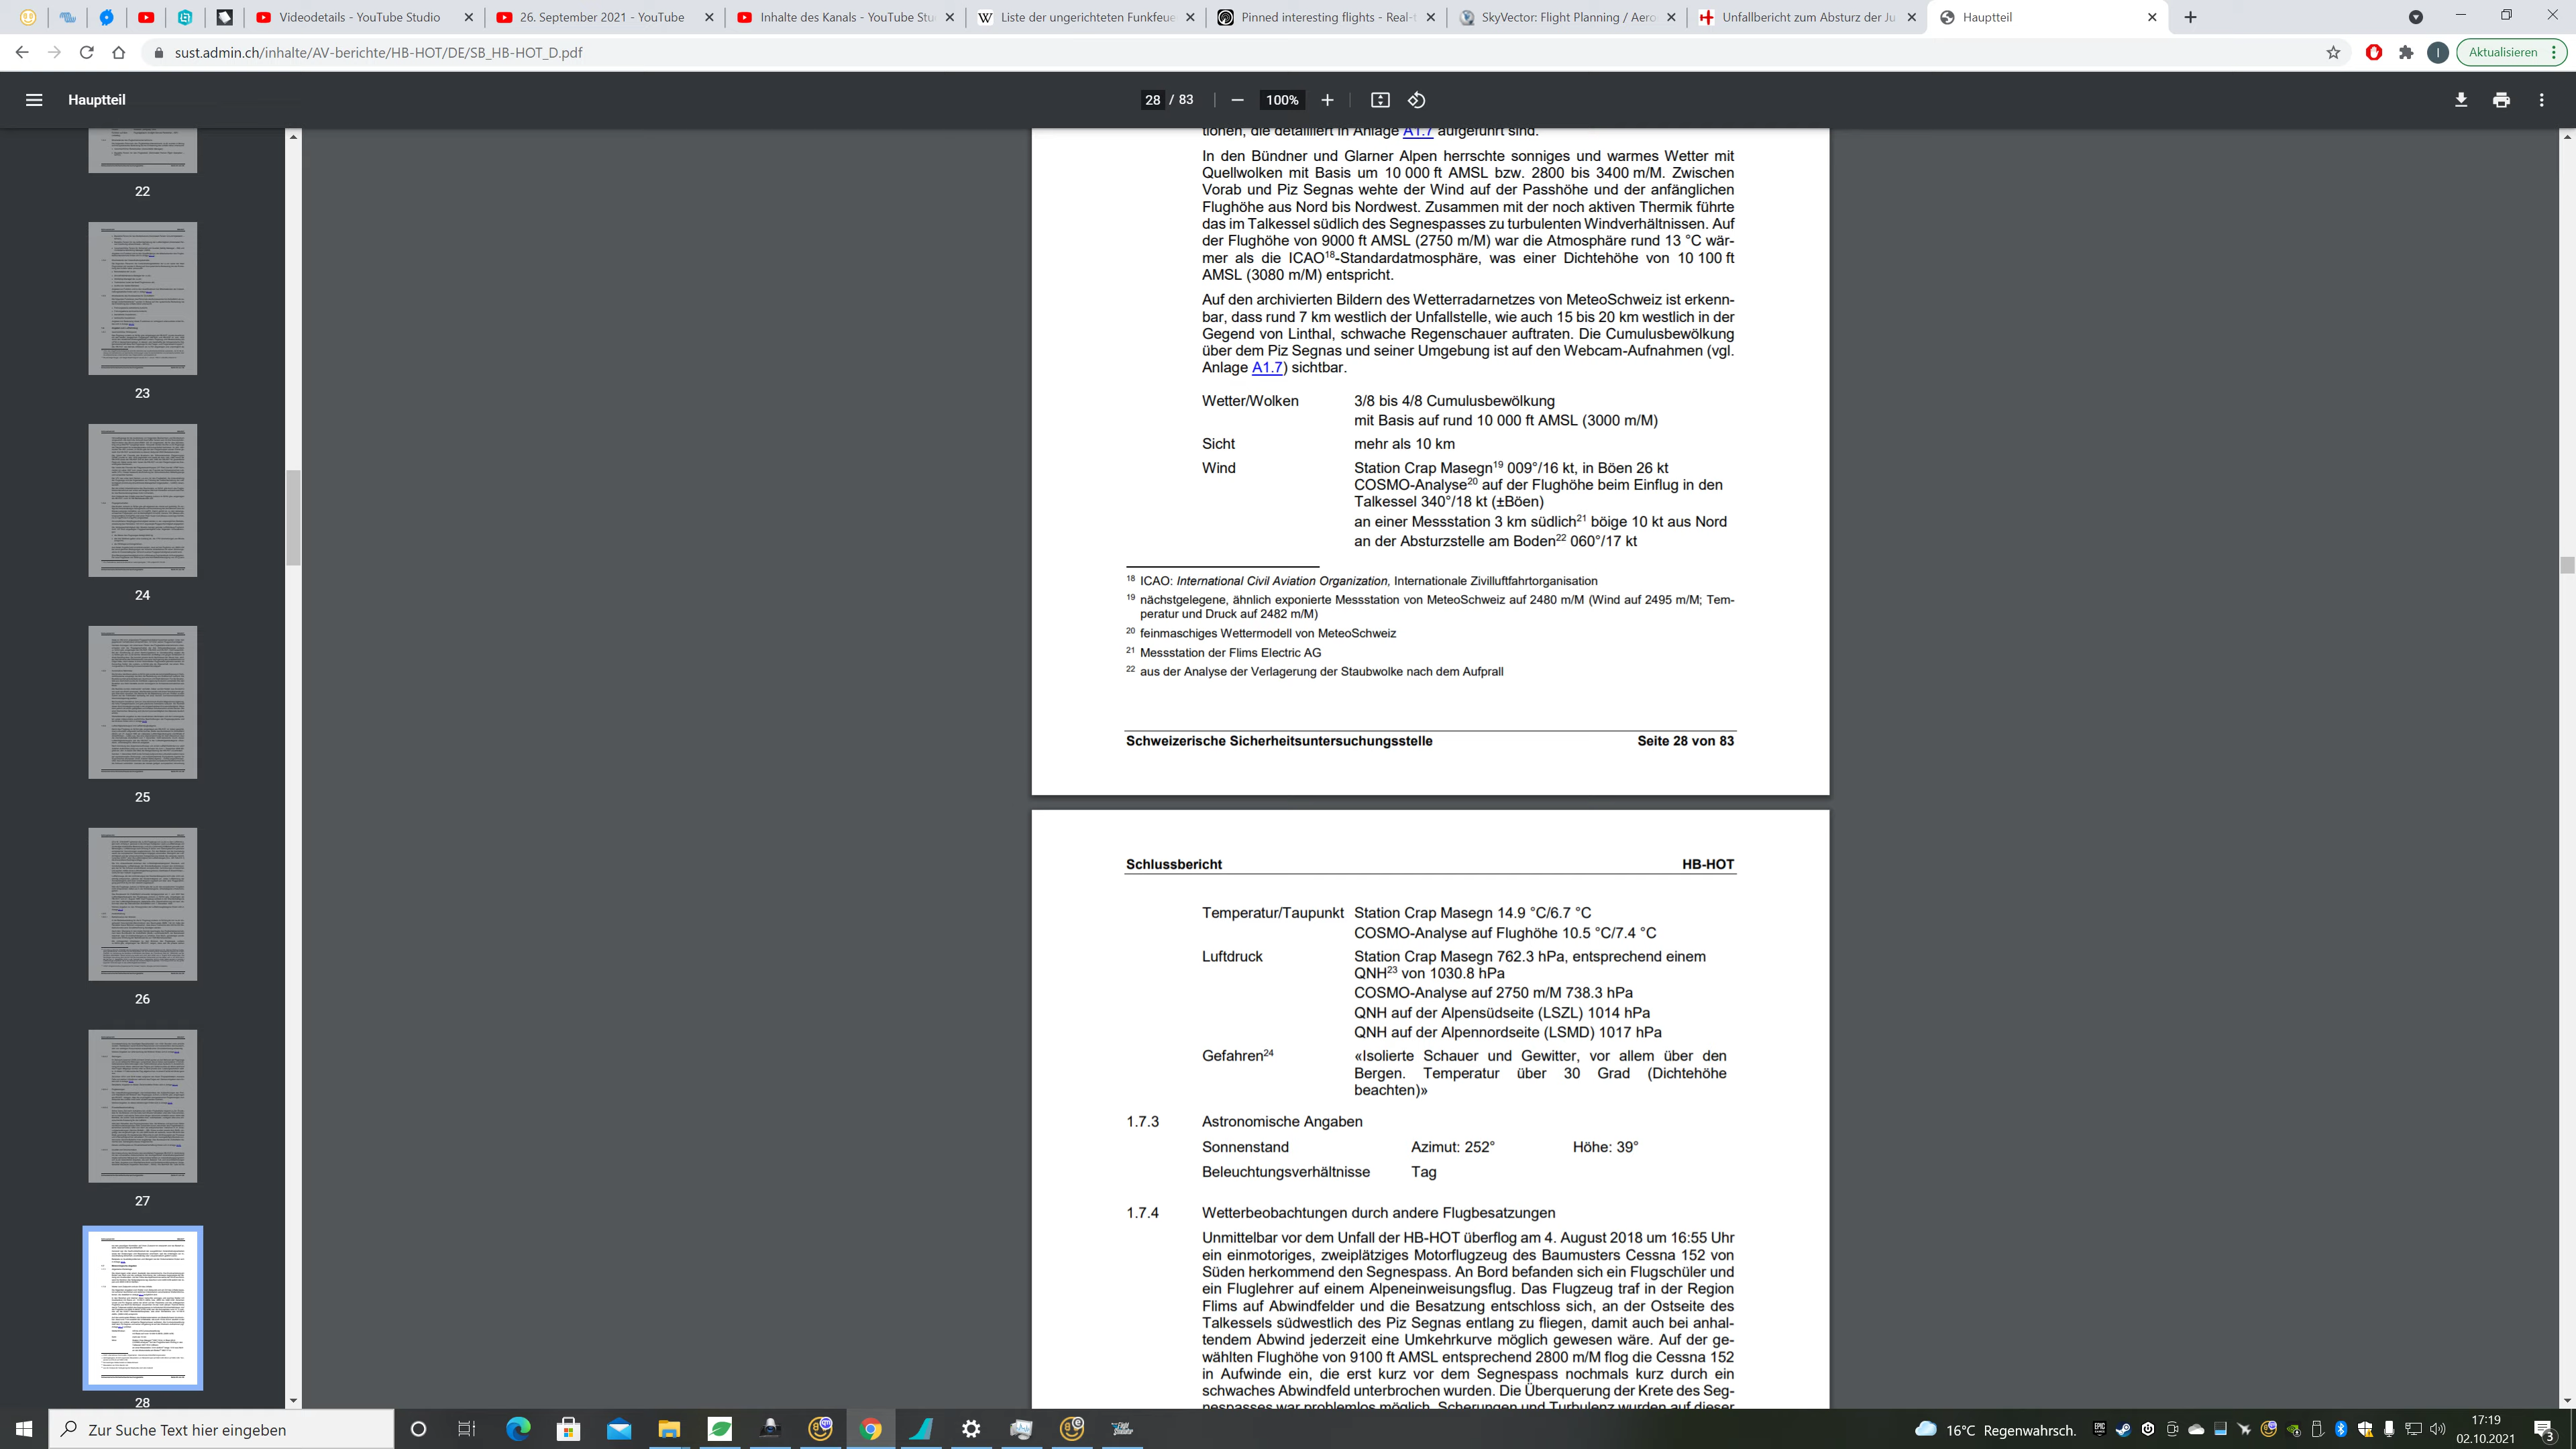 Videodetails - YouTube Studio
26. September 2021 - YouTube
Inhalte des Kanals - YouTube Stu
Liste der ungerichteten Funkfeue
Pinned interesting flights - Real-t
SkyVector: Flight Planning / Aero
Unfallbericht zum Absturz der Ju
Hauptteil
sust.admin.ch/inhalte/AV-berichte/HB-HOT/DE/SB_HB-HOT_D.pdf
Aktualisieren
Hauptteil
28 / 83
100%
22
23
24
25
26
27
28
tionen, die detailliert in Anlage A1.7 aufgeführt sind.
In den Bündner und Glarner Alpen herrschte sonniges und warmes Wetter mit
Quellwolken mit Basis um 10 000 ft AMSL bzw. 2800 bis 3400 m/M. Zwischen
Vorab und Piz Segnas wehte der Wind auf der Passhöhe und der anfänglichen
Flughöhe aus Nord bis Nordwest. Zusammen mit der noch aktiven Thermik führte
das im Talkessel südlich des Segnespasses zu turbulenten Windverhältnissen. Auf
der Flughöhe von 9000 ft AMSL (2750 m/M) war die Atmosphäre rund 13 °C wär-
mer als die ICAO18-Standardatmosphäre, was einer Dichtehöhe von 10 100 ft
AMSL (3080 m/M) entspricht.
Auf den archivierten Bildern des Wetterradarnetzes von MeteoSchweiz ist erkenn-
bar, dass rund 7 km westlich der Unfallstelle, wie auch 15 bis 20 km westlich in der
Gegend von Linthal, schwache Regenschauer auftraten. Die Cumulusbewölkung
über dem Piz Segnas und seiner Umgebung ist auf den Webcam-Aufnahmen (vgl.
Anlage A1.7) sichtbar.
Wetter/Wolken 3/8 bis 4/8 Cumulusbewölkung
mit Basis auf rund 10 000 ft AMSL (3000 m/M)
Sicht mehr als 10 km
Wind Station Crap Masegn19 009°/16 kt, in Böen 26 kt
COSMO-Analyse20 auf der Flughöhe beim Einflug in den
Talkessel 340°/18 kt (±Böen)
an einer Messstation 3 km südlich21 böige 10 kt aus Nord
an der Absturzstelle am Boden22 060°/17 kt
18 ICAO: International Civil Aviation Organization, Internationale Zivilluftfahrtorganisation
19 nächstgelegene, ähnlich exponierte Messstation von MeteoSchweiz auf 2480 m/M (Wind auf 2495 m/M; Tem-
peratur und Druck auf 2482 m/M)
20 feinmaschiges Wettermodell von MeteoSchweiz
21 Messstation der Flims Electric AG
22 aus der Analyse der Verlagerung der Staubwolke nach dem Aufprall
Schweizerische Sicherheitsuntersuchungsstelle Seite 28 von 83
Schlussbericht HB-HOT
Temperatur/Taupunkt Station Crap Masegn 14.9 °C/6.7 °C
COSMO-Analyse auf Flughöhe 10.5 °C/7.4 °C
Luftdruck Station Crap Masegn 762.3 hPa, entsprechend einem
QNH23 von 1030.8 hPa
COSMO-Analyse auf 2750 m/M 738.3 hPa
QNH auf der Alpensüdseite (LSZL) 1014 hPa
QNH auf der Alpennordseite (LSMD) 1017 hPa
Gefahren24 «Isolierte Schauer und Gewitter, vor allem über den
Bergen. Temperatur über 30 Grad (Dichtehöhe
beachten)»
1.7.3 Astronomische Angaben
Sonnenstand Azimut: 252° Höhe: 39°
Beleuchtungsverhältnisse Tag
1.7.4 Wetterbeobachtungen durch andere Flugbesatzungen
Unmittelbar vor dem Unfall der HB-HOT überflog am 4. August 2018 um 16:55 Uhr
ein einmotoriges, zweiplätziges Motorflugzeug des Baumusters Cessna 152 von
Süden herkommend den Segnespass. An Bord befanden sich ein Flugschüler und
ein Fluglehrer auf einem Alpeneinweisungsflug. Das Flugzeug traf in der Region
Flims auf Abwindfelder und die Besatzung entschloss sich, an der Ostseite des
Talkessels südwestlich des Piz Segnas entlang zu fliegen, damit auch bei anhal-
tendem Abwind jederzeit eine Umkehrkurve möglich gewesen wäre. Auf der ge-
wählten Flughöhe von 9100 ft AMSL entsprechend 2800 m/M flog die Cessna 152
in Aufwinde ein, die erst kurz vor dem Segnespass nochmals kurz durch ein
schwaches Abwindfeld unterbrochen wurden. Die Überquerung der Krete des Seg-
nespasses war problemlos möglich. Scherungen und Turbulenz wurden auf dieser
Zur Suche Text hier eingeben
16°C Regenwahrsch.
17:19
02.10.2021
3